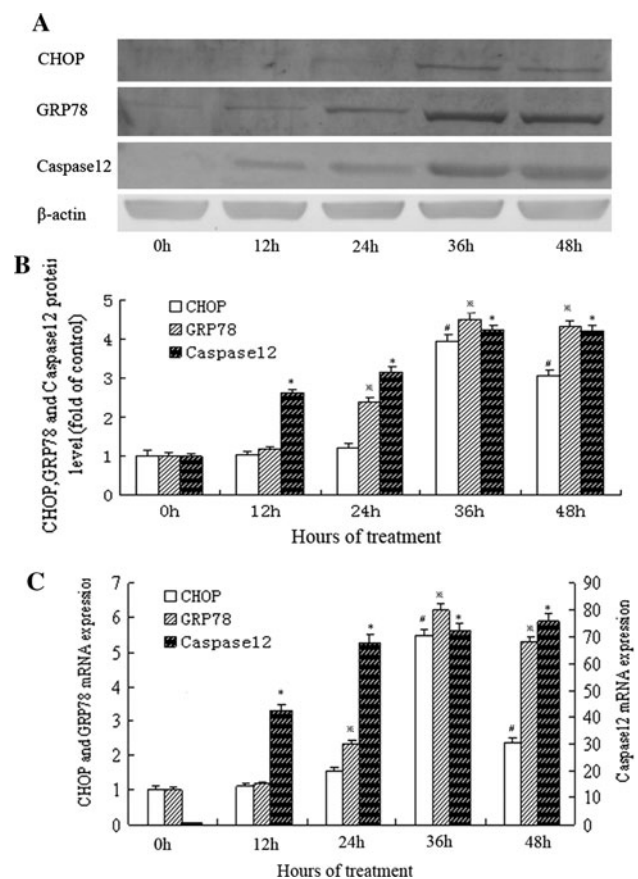 A
CHOP
GRP78
Caspase12
β-actin
0h 12h 24h 36h 48h
B
CHOP,GRP78 and Caspase12 protein
level(fold of control)
5
4
3
2
1
0
CHOP
GRP78
Caspase12
* ※ * # ※ * # ※ *
0h 12h 24h 36h 48h
Hours of treatment
C
CHOP and GRP78 mRNA expression
7
6
5
4
3
2
1
0
CHOP
GRP78
Caspase12
* ※ * # ※ * # ※ *
90
80
70
60
50
40
30
20
10
0
Caspase12 mRNA expression
0h 12h 24h 36h 48h
Hours of treatment